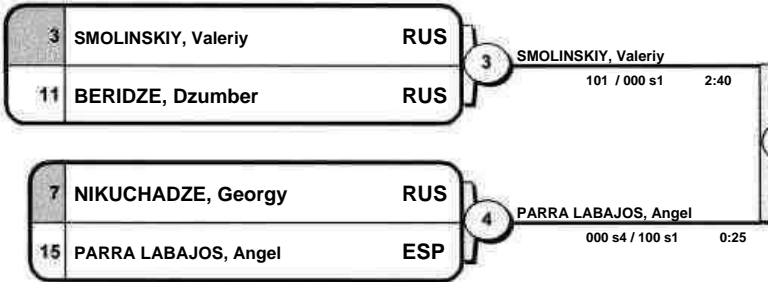 3 SMOLINSKIY, Valeriy RUS
11 BERIDZE, Dzumber RUS
3
SMOLINSKIY, Valeriy
101 / 000 s1 2:40
7 NIKUCHADZE, Georgy RUS
15 PARRA LABAJOS, Angel ESP
4
PARRA LABAJOS, Angel
000 s4 / 100 s1 0:25